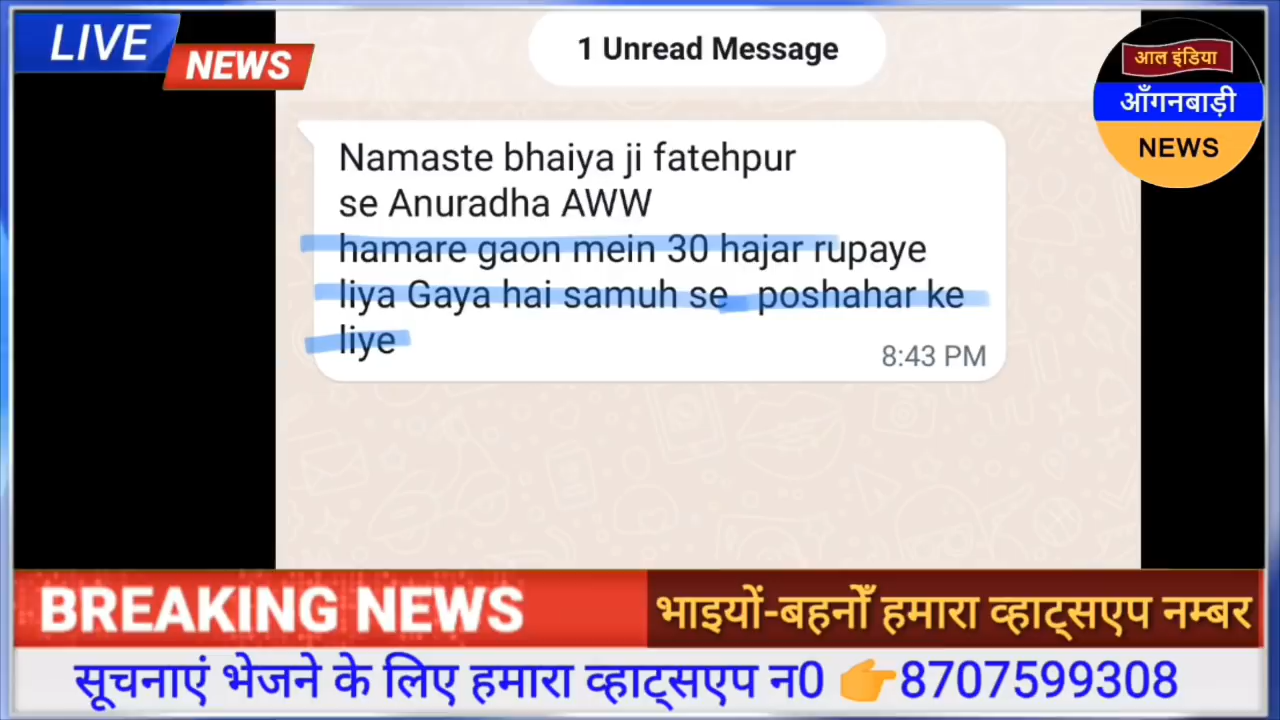 LIVE
NEWS
1 Unread Message
आल इंडिया
आँगनबाड़ी
NEWS
Namaste bhaiya ji fatehpur
se Anuradha AWW
hamare gaon mein 30 hajar rupaye
liya Gaya hai samuh se poshahar ke
liye
8:43 PM
BREAKING NEWS
भाइयों-बहनोँ हमारा व्हाट्सएप नम्बर
सूचनाएं भेजने के लिए हमारा व्हाट्सएप न0 👉8707599308